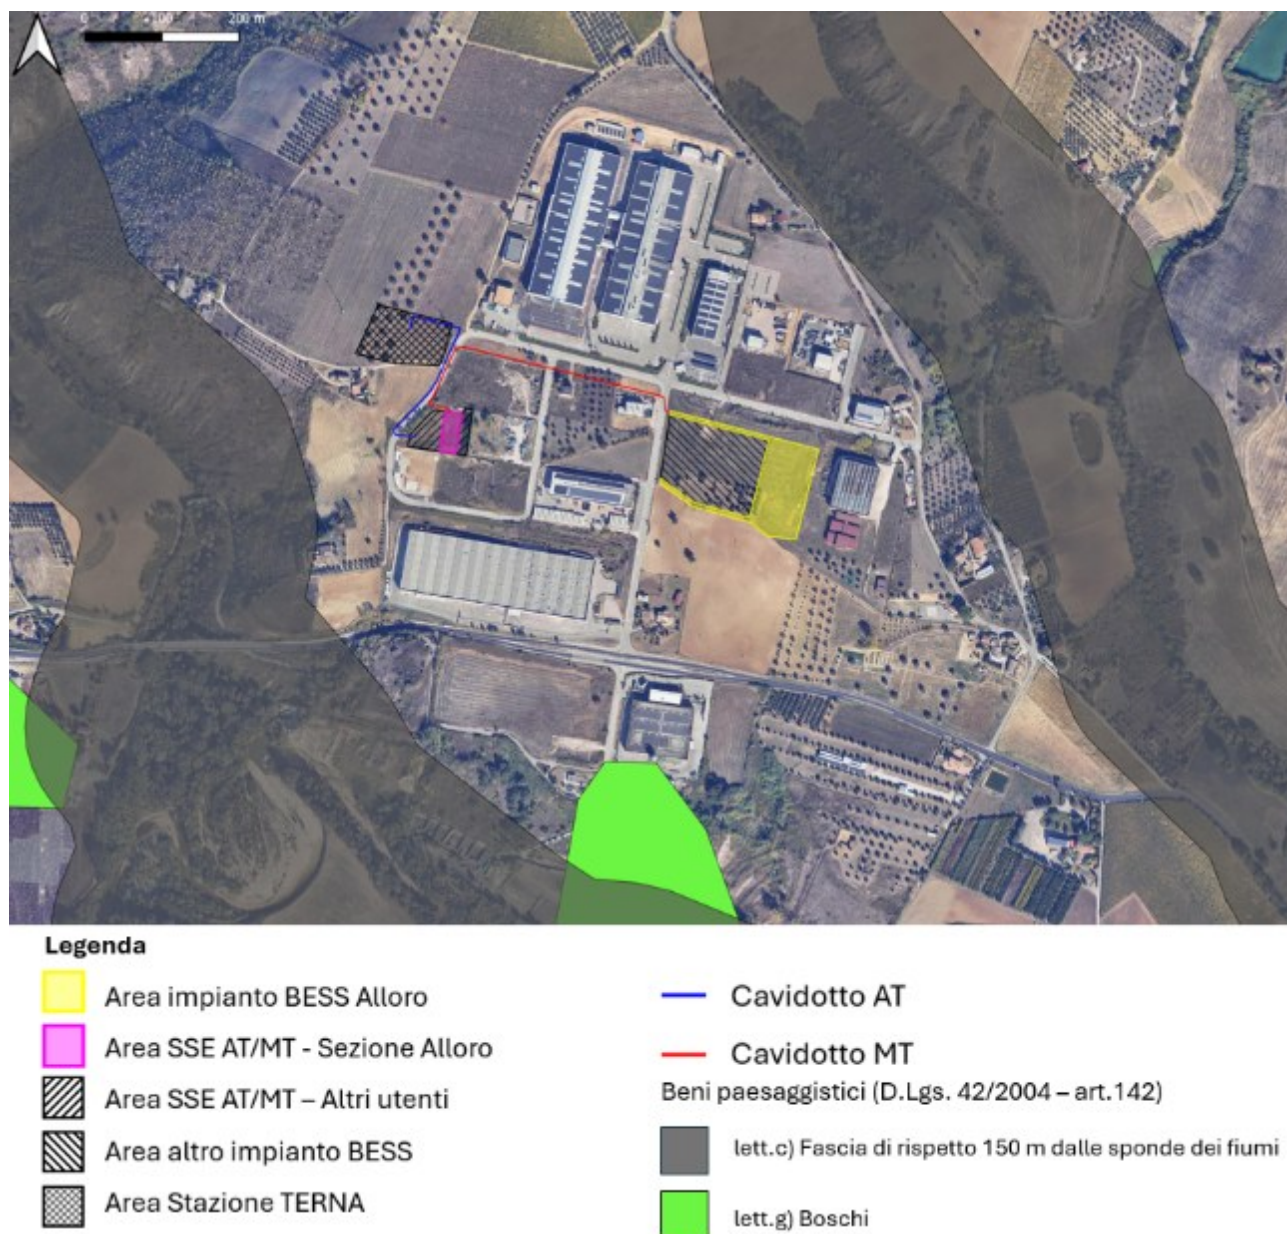 0 100 200 m
Legenda
Area impianto BESS Alloro
Area SSE AT/MT - Sezione Alloro
Area SSE AT/MT – Altri utenti
Area altro impianto BESS
Area Stazione TERNA
Cavidotto AT
Cavidotto MT
Beni paesaggistici (D.Lgs. 42/2004 – art.142)
lett.c) Fascia di rispetto 150 m dalle sponde dei fiumi
lett.g) Boschi